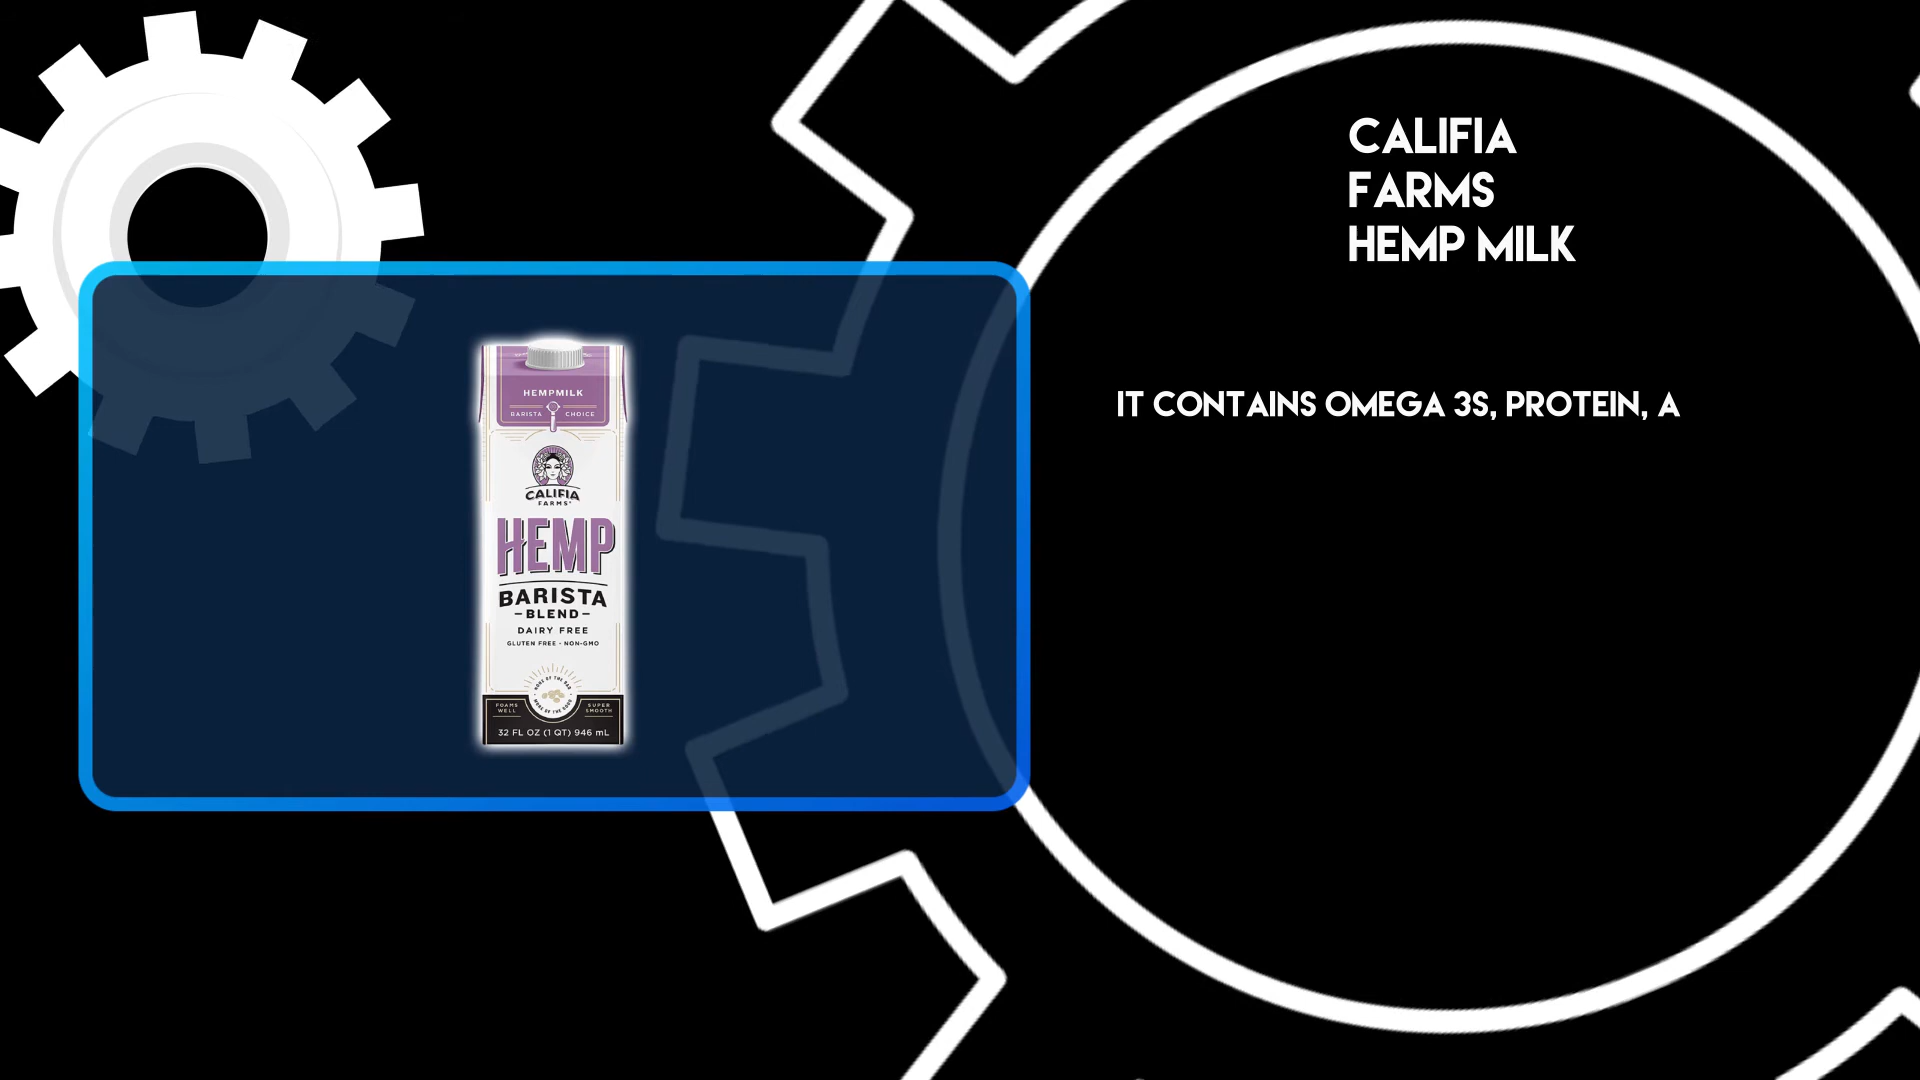 CALIFIA
FARMS
HEMP MILK
IT CONTAINS OMEGA 3S, PROTEIN, A
HEMPMILK
BARISTA CHOICE
CALIFIA
FARMS
HEMP
BARISTA
-BLEND-
DAIRY FREE
GLUTEN FREE • NON-GMO
FOAMS WELL
SUPER SMOOTH
32 FL OZ (1 QT) 946 mL